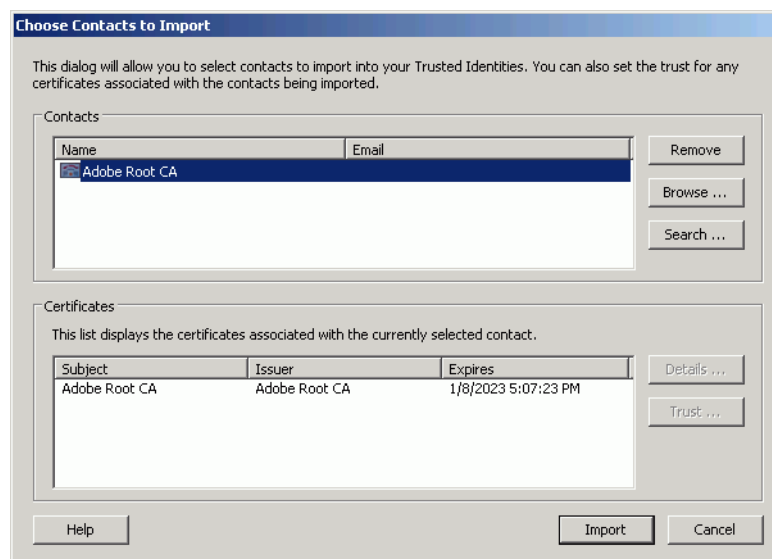 Choose Contacts to Import
This dialog will allow you to select contacts to import into your Trusted Identities. You can also set the trust for any
certificates associated with the contacts being imported.
Contacts
Name Email
Adobe Root CA
Remove
Browse ...
Search ...
Certificates
This list displays the certificates associated with the currently selected contact.
Subject Issuer Expires
Adobe Root CA Adobe Root CA 1/8/2023 5:07:23 PM
Details ...
Trust ...
Help Import Cancel